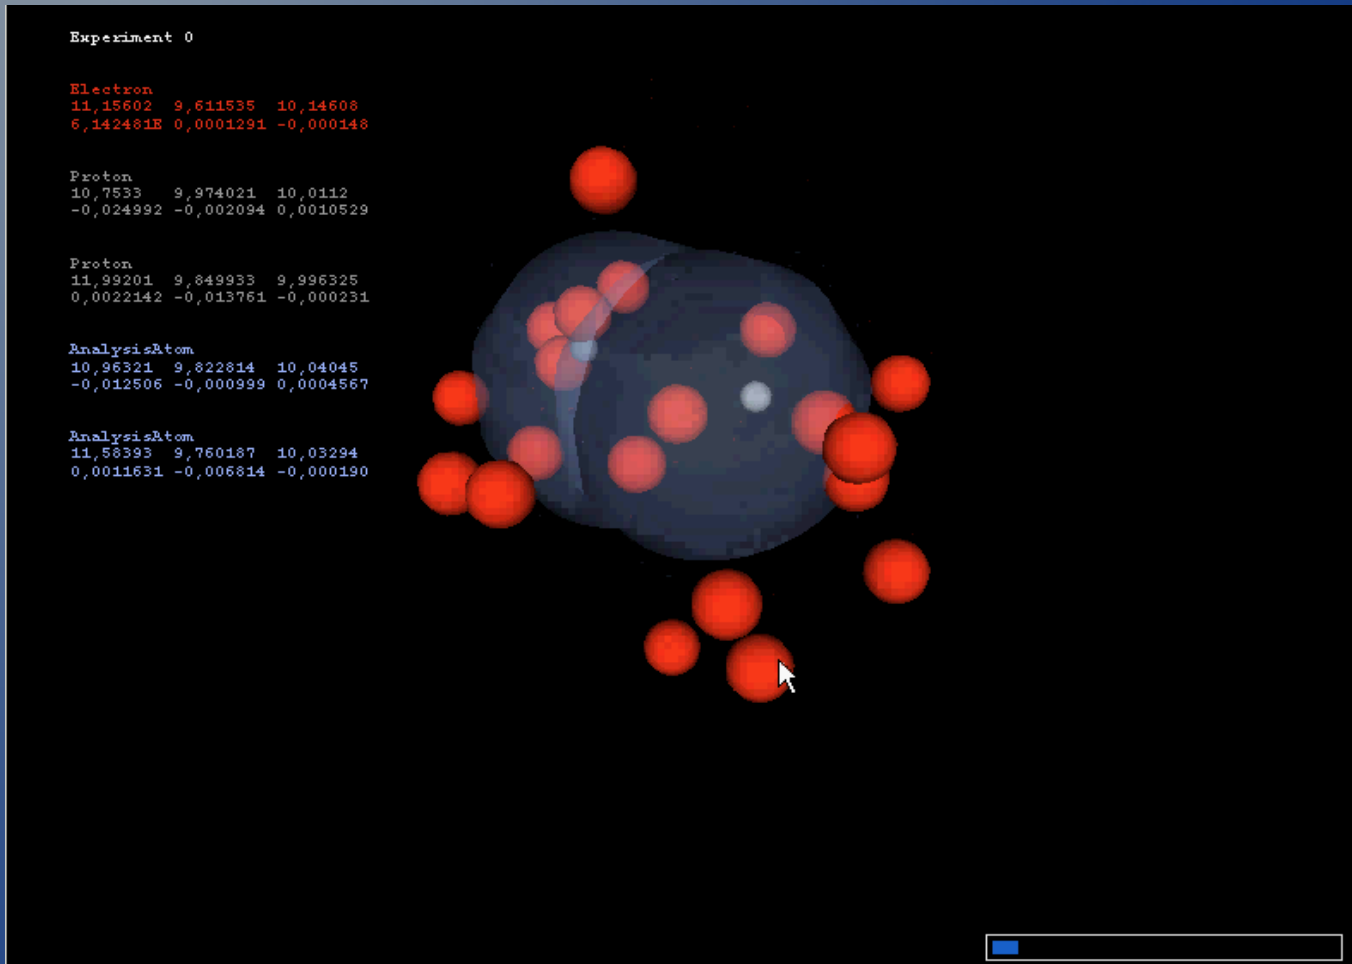 Experiment 0
Electron
11,15602 9,611535 10,14608
6,142481E 0,0001291 -0,000148
Proton
10,7533 9,974021 10,0112
-0,024992 -0,002094 0,0010529
Proton
11,99201 9,849933 9,996325
0,0022142 -0,013761 -0,000231
AnalysisAtom
10,96321 9,822814 10,04045
-0,012506 -0,000999 0,0004567
AnalysisAtom
11,58393 9,760187 10,03294
0,0011631 -0,006814 -0,000190